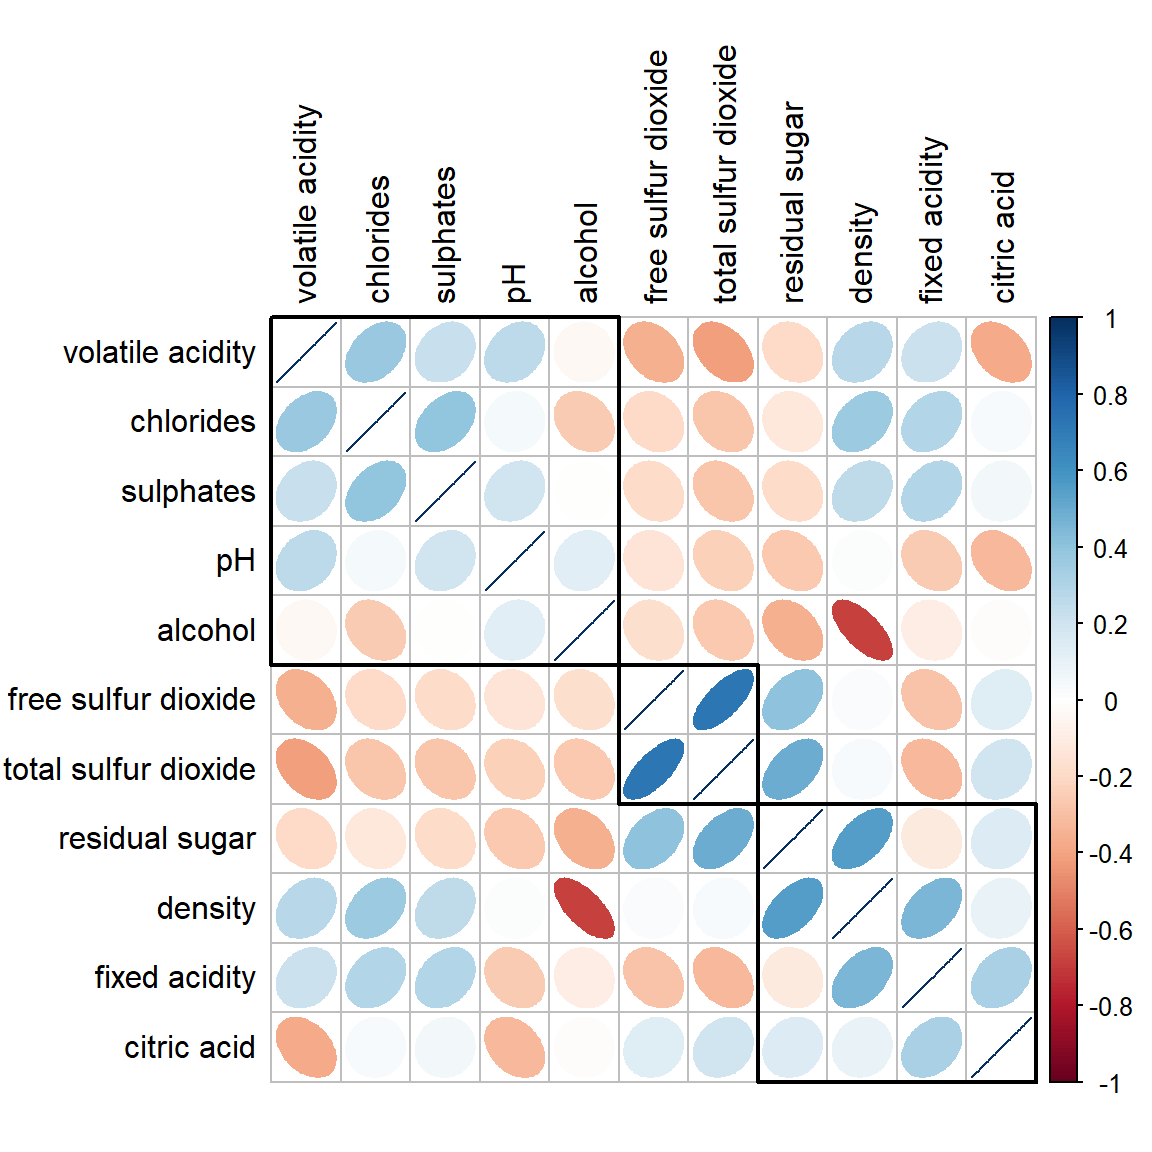 volatile acidity
chlorides
sulphates
pH
alcohol
free sulfur dioxide
total sulfur dioxide
residual sugar
density
fixed acidity
citric acid
volatile acidity
chlorides
sulphates
pH
alcohol
free sulfur dioxide
total sulfur dioxide
residual sugar
density
fixed acidity
citric acid
1
0.8
0.6
0.4
0.2
0
-0.2
-0.4
-0.6
-0.8
-1